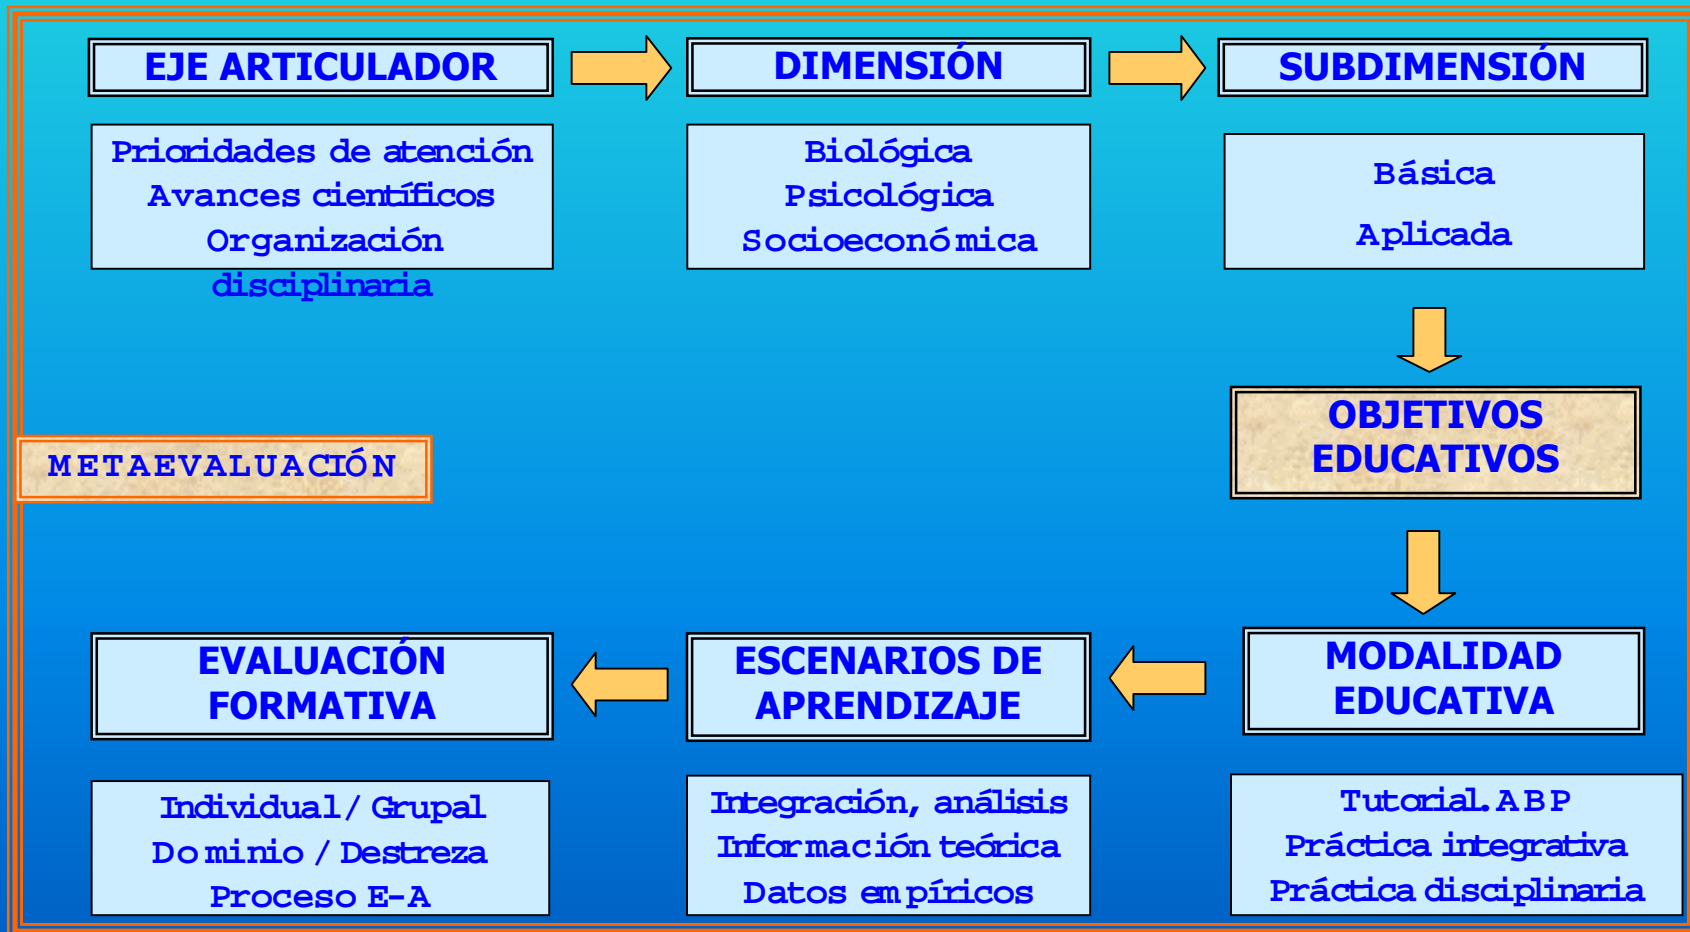 EJE ARTICULADOR
DIMENSIÓN
SUBDIMENSIÓN
Prioridades de atención
Avances científicos
Organización
disciplinaria
Biológica
Psicológica
Socioeconómica
Básica
Aplicada
OBJETIVOS
EDUCATIVOS
METAEVALUACIÓN
EVALUACIÓN
FORMATIVA
ESCENARIOS DE
APRENDIZAJE
MODALIDAD
EDUCATIVA
Individual / Grupal
Dominio / Destreza
Proceso E-A
Integración, análisis
Información teórica
Datos empíricos
Tutorial. ABP
Práctica integrativa
Práctica disciplinaria